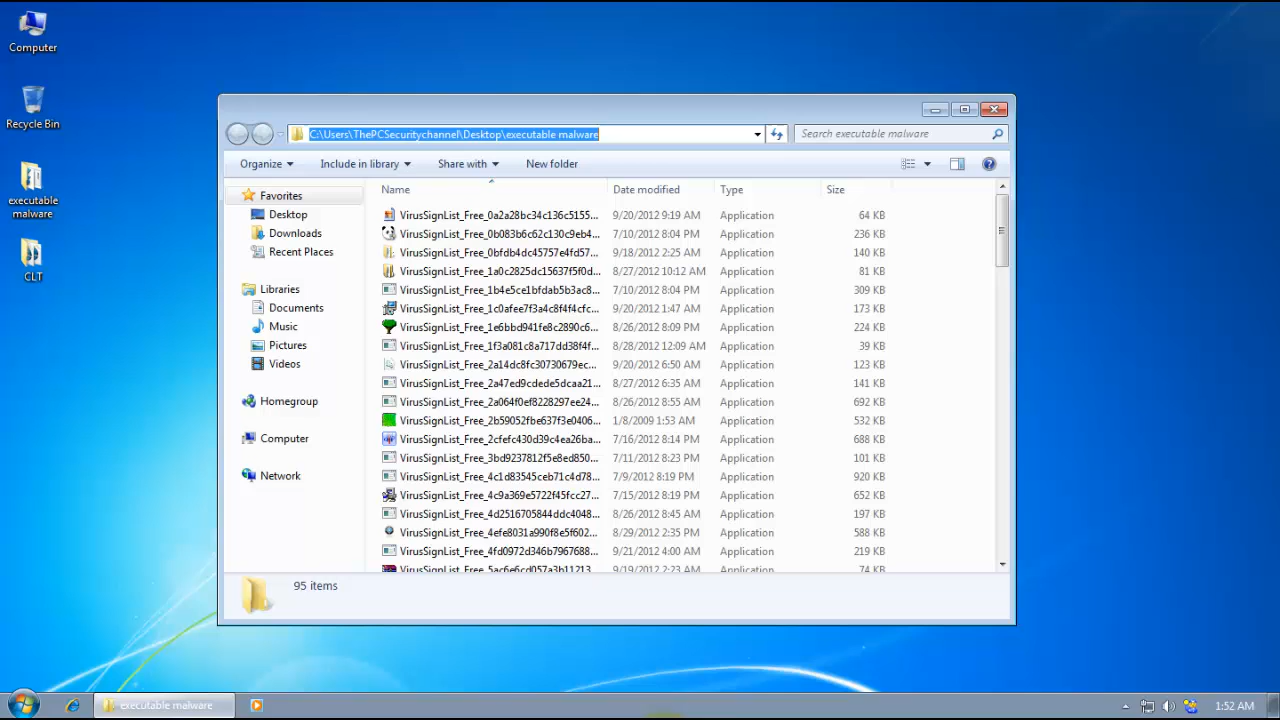 Computer
Recycle Bin
executable
malware
CLT
C:\Users\ThePCSecuritychannel\Desktop\executable malware
Search executable malware
Organize
Include in library
Share with
New folder
Favorites
Desktop
Downloads
Recent Places
Libraries
Documents
Music
Pictures
Videos
Homegroup
Computer
Network
Name Date modified Type Size
VirusSignList_Free_0a2a28bc34c136c5155... 9/20/2012 9:19 AM Application 64 KB
VirusSignList_Free_0b083b6c62c130c9eb4... 7/10/2012 8:04 PM Application 236 KB
VirusSignList_Free_0bfdb4dc45757e4fd57... 9/18/2012 2:25 AM Application 140 KB
VirusSignList_Free_1a0c2825dc15637f5f0d... 8/27/2012 10:12 AM Application 81 KB
VirusSignList_Free_1b4e5ce1bfdab5b3ac8... 7/10/2012 8:04 PM Application 309 KB
VirusSignList_Free_1c0afee7f3a4c8f4f4cfc... 9/20/2012 1:47 AM Application 173 KB
VirusSignList_Free_1e6bbd941fe8c2890c6... 8/26/2012 8:09 PM Application 224 KB
VirusSignList_Free_1f3a081c8a717dd38f4f... 8/28/2012 12:09 AM Application 39 KB
VirusSignList_Free_2a14dc8fc30730679ec... 9/20/2012 6:50 AM Application 123 KB
VirusSignList_Free_2a47ed9cdede5dcaa21... 8/27/2012 6:35 AM Application 141 KB
VirusSignList_Free_2a064f0ef8228297ee24... 8/26/2012 8:55 AM Application 692 KB
VirusSignList_Free_2b59052fbe637f3e0406... 1/8/2009 1:53 AM Application 532 KB
VirusSignList_Free_2cfefc430d39c4ea26ba... 7/16/2012 8:14 PM Application 688 KB
VirusSignList_Free_3bd9237812f5e8ed850... 7/11/2012 8:23 PM Application 101 KB
VirusSignList_Free_4c1d83545ceb71c4d78... 7/9/2012 8:19 PM Application 920 KB
VirusSignList_Free_4c9a369e5722f45fcc27... 7/15/2012 8:19 PM Application 652 KB
VirusSignList_Free_4d2516705844ddc4048... 8/26/2012 8:45 AM Application 197 KB
VirusSignList_Free_4efe8031a990f8e5f602... 8/29/2012 2:35 PM Application 588 KB
VirusSignList_Free_4fd0972d346b7967688... 9/21/2012 4:00 AM Application 219 KB
VirusSignList_Free_5ac6e6cd057a3b11213... 9/19/2012 2:23 AM Application 74 KB
95 items
executable malware
1:52 AM